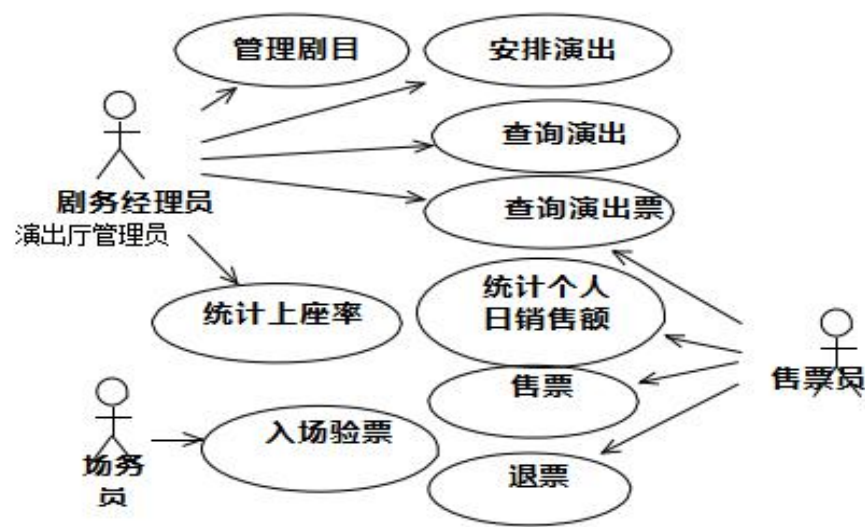 管理剧目
安排演出
查询演出
剧务经理员
演出厅管理员
查询演出票
统计上座率
统计个人
日销售额
售票员
售票
入场验票
场务
员
退票